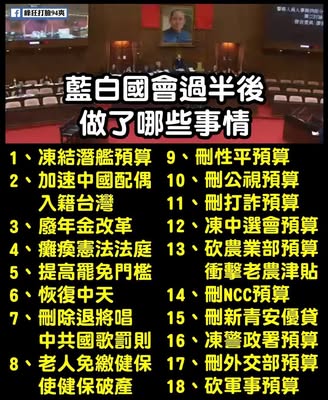 峰狂打臉94爽
藍白國會過半後
做了哪些事情
1、凍結潛艦預算
2、加速中國配偶
入籍台灣
3、廢年金改革
4、癱瘓憲法法庭
5、提高罷免門檻
6、恢復中天
7、刪除退將唱
中共國歌罰則
8、老人免繳健保
使健保破產
9、刪性平預算
10、刪公視預算
11、刪打詐預算
12、凍中選會預算
13、砍農業部預算
衝擊老農津貼
14、刪NCC預算
15、刪新青安優貸
16、凍警政署預算
17、刪外交部預算
18、砍軍事預算